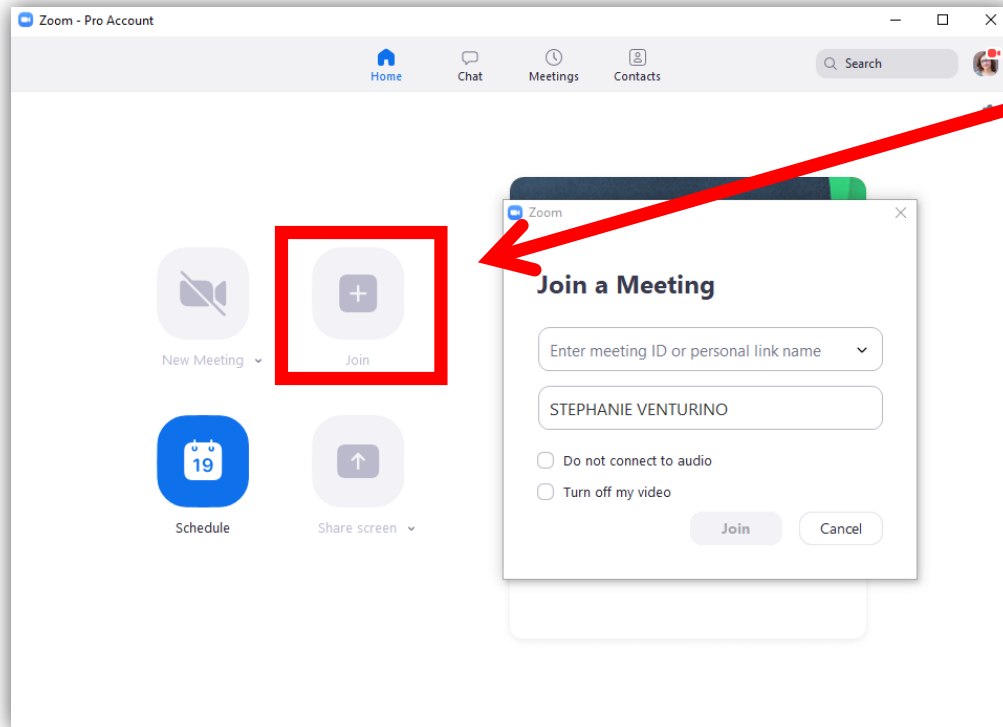 Zoom - Pro Account
Home
Chat
Meetings
Contacts
Search
Zoom
Join a Meeting
New Meeting
Join
Enter meeting ID or personal link name
STEPHANIE VENTURINO
19
Do not connect to audio
Turn off my video
Schedule
Share screen
Join
Cancel